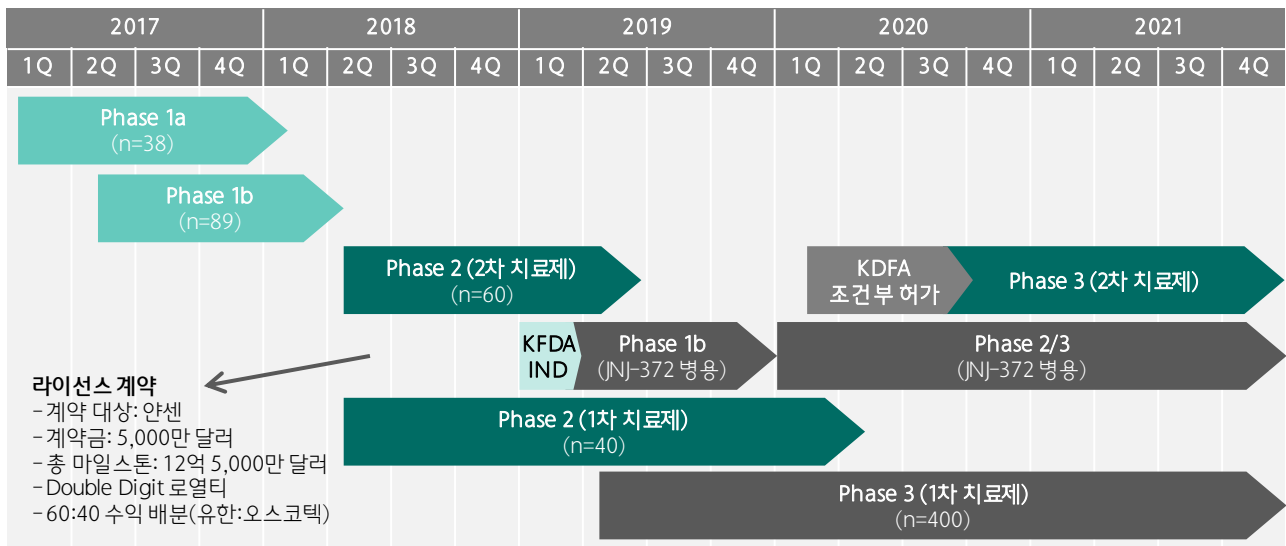 2017 2018 2019 2020 2021
1Q 2Q 3Q 4Q 1Q 2Q 3Q 4Q 1Q 2Q 3Q 4Q 1Q 2Q 3Q 4Q 1Q 2Q 3Q 4Q
Phase 1a
(n=38)
Phase 1b
(n=89)
Phase 2 (2차 치료제)
(n=60)
KDFA
조건부 허가
Phase 3 (2차 치료제)
KFDA
IND
Phase 1b
(JNJ-372 병용)
Phase 2/3
(JNJ-372 병용)
라이선스 계약
-계약 대상: 얀센
-계약금: 5,000만 달러
-총 마일스톤: 12억 5,000만 달러
-Double Digit 로열티
-60:40 수익 배분(유한:오스코텍)
Phase 2 (1차 치료제)
(n=40)
Phase 3 (1차 치료제)
(n=400)